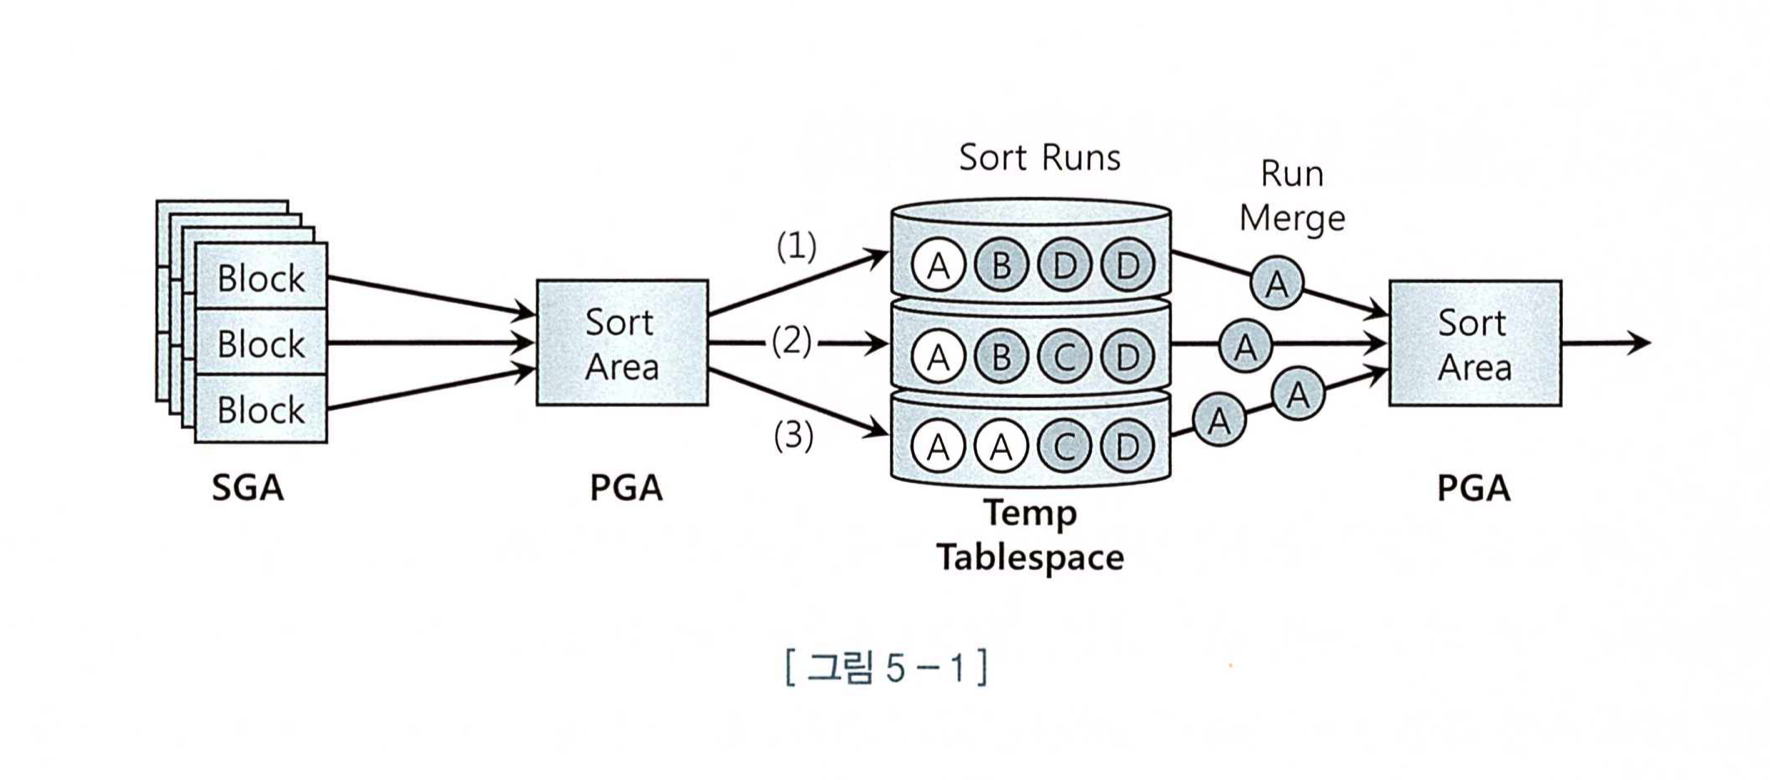 Block
Block
Block
SGA
Sort
Area
PGA
(1)
(2)
(3)
Sort Runs
A B D D
A B C D
A A C D
Temp
Tablespace
Run
Merge
A
A
A A
Sort
Area
PGA
[ 그림 5 – 1 ]